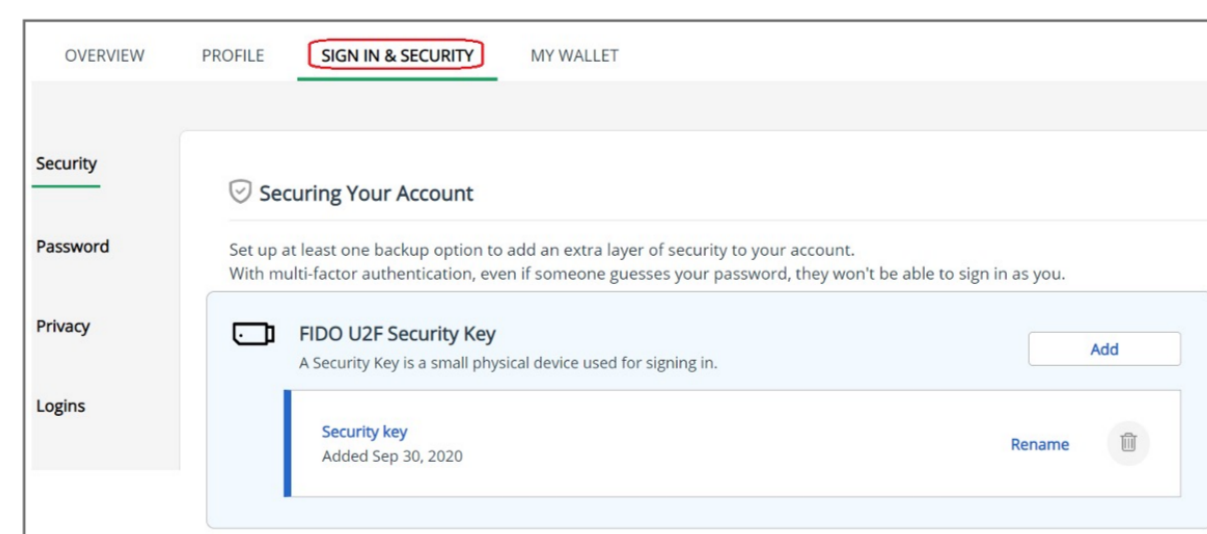 OVERVIEW PROFILE SIGN IN & SECURITY MY WALLET
Security
Password
Privacy
Logins
Securing Your Account
Set up at least one backup option to add an extra layer of security to your account.
With multi-factor authentication, even if someone guesses your password, they won't be able to sign in as you.
FIDO U2F Security Key
A Security Key is a small physical device used for signing in.
Add
Security key
Added Sep 30, 2020
Rename